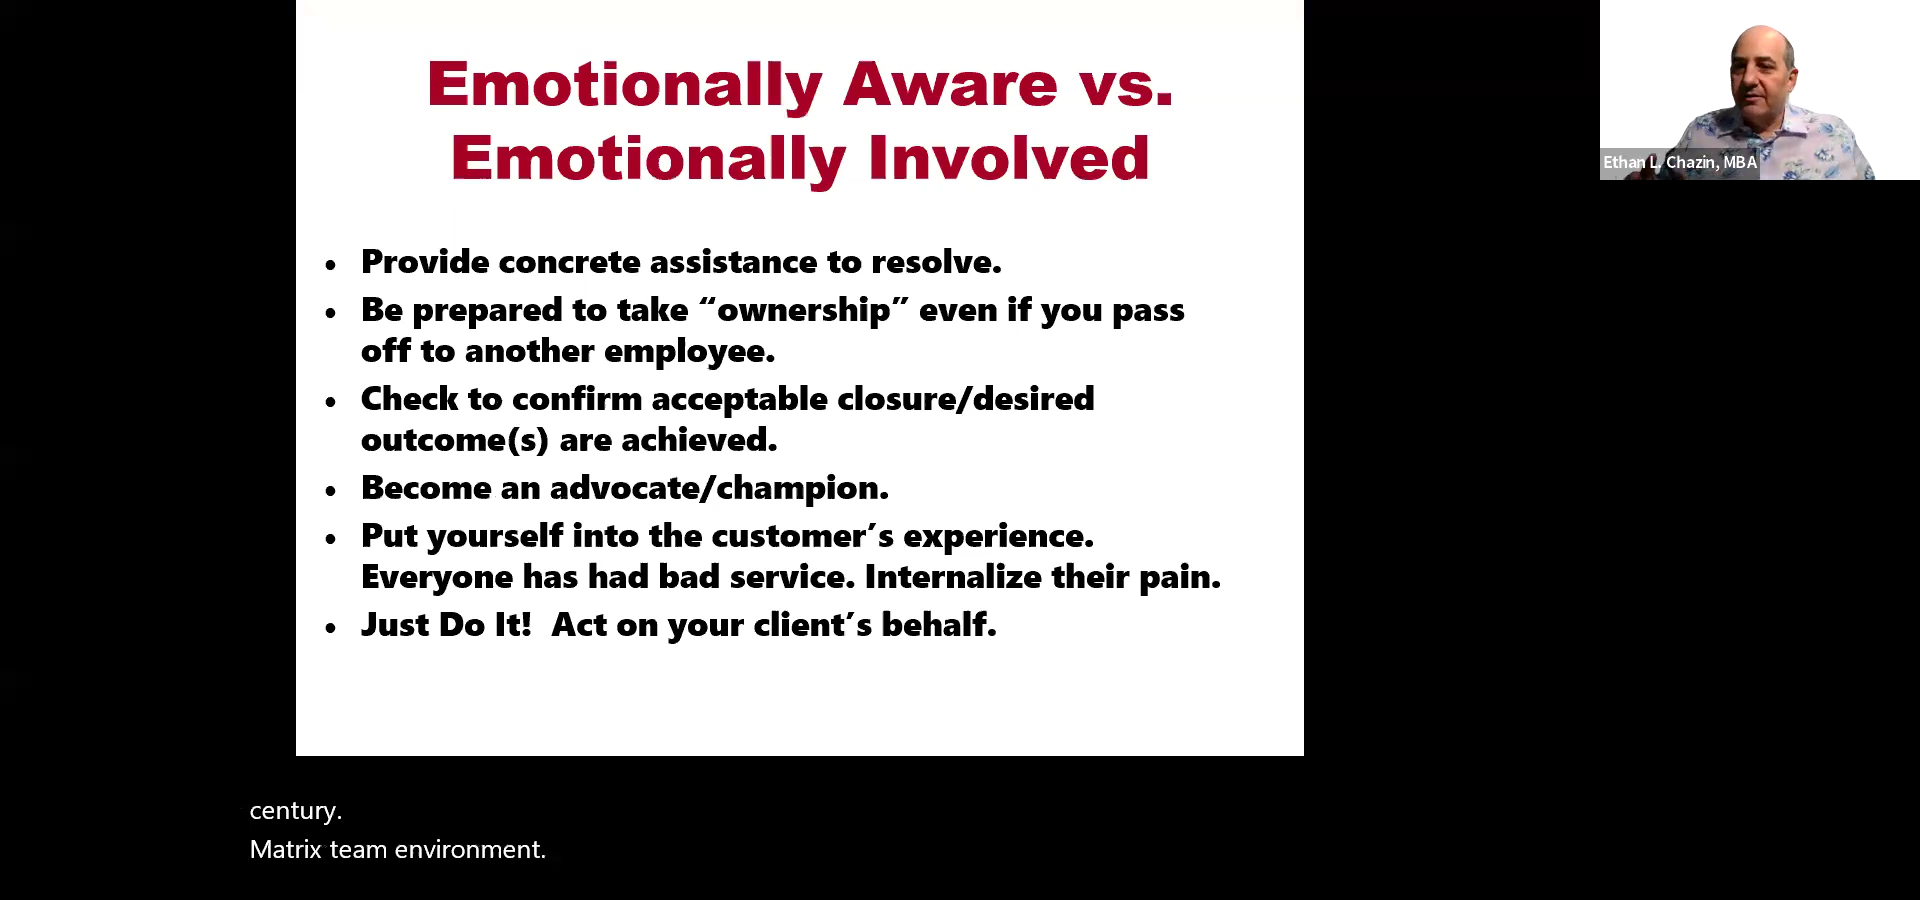 Emotionally Aware vs.
Emotionally Involved
Ethan L. Chazin, MBA
• Provide concrete assistance to resolve.
• Be prepared to take “ownership” even if you pass
off to another employee.
• Check to confirm acceptable closure/desired
outcome(s) are achieved.
• Become an advocate/champion.
• Put yourself into the customer’s experience.
Everyone has had bad service. Internalize their pain.
• Just Do It!  Act on your client’s behalf.
century.
Matrix team environment.